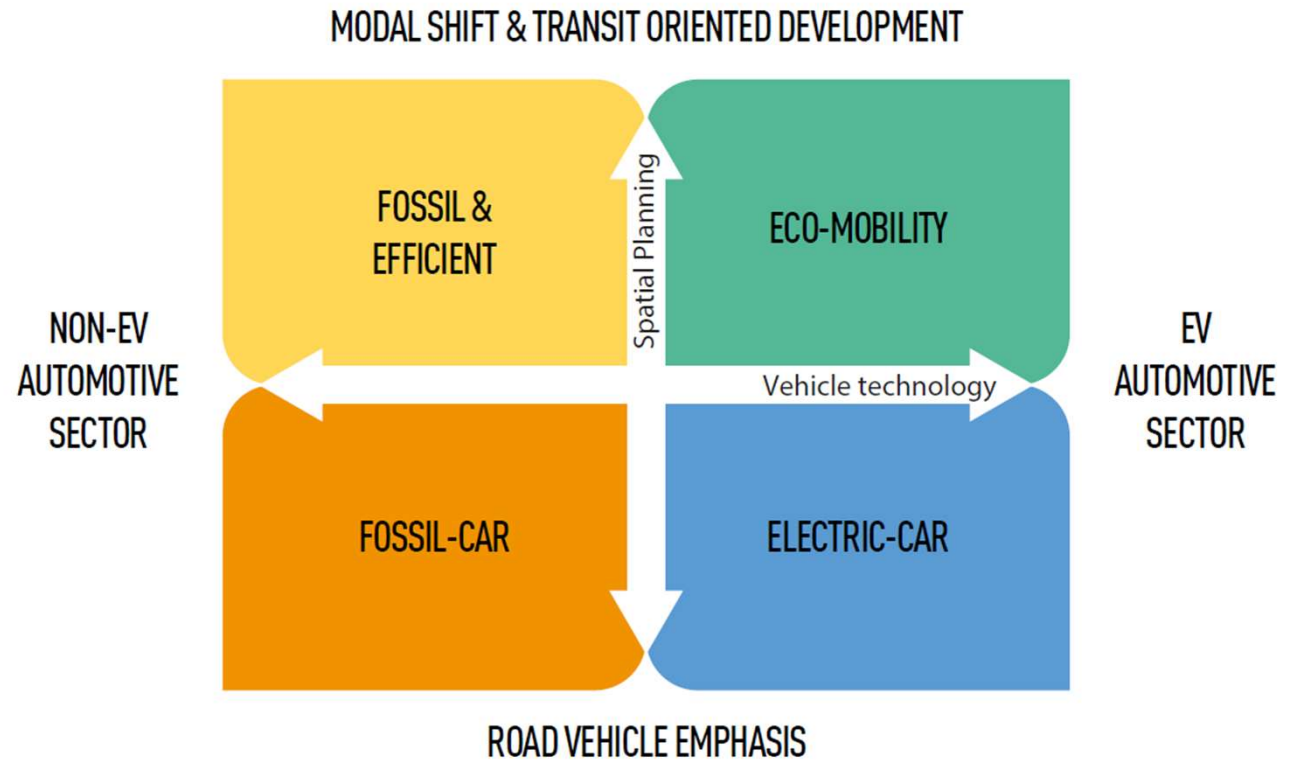 MODAL SHIFT & TRANSIT ORIENTED DEVELOPMENT
FOSSIL &
EFFICIENT
Spatial Planning
ECO-MOBILITY
NON-EV
AUTOMOTIVE
SECTOR
Vehicle technology
EV
AUTOMOTIVE
SECTOR
FOSSIL-CAR
ELECTRIC-CAR
ROAD VEHICLE EMPHASIS